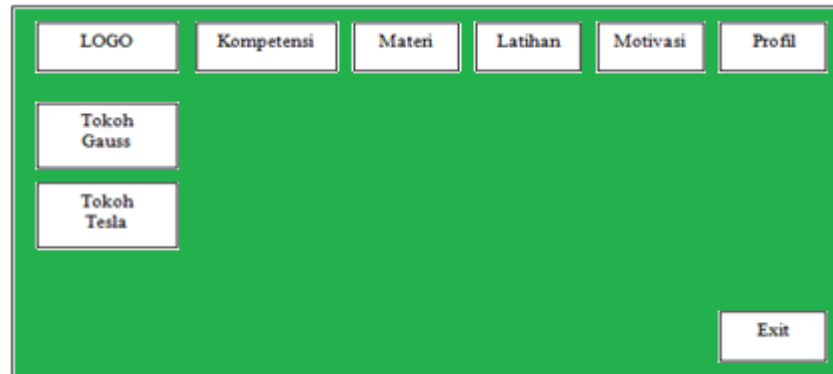 LOGO
Kompetensi
Materi
Latihan
Motivasi
Profil
Tokoh
Gauss
Tokoh
Tesla
Exit